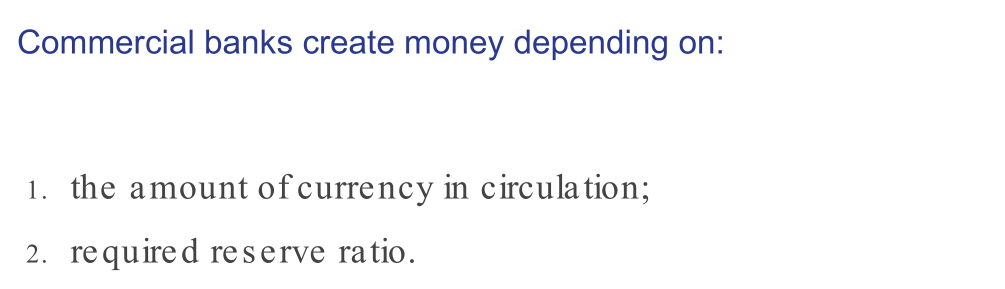 Commercial banks create money depending on:
1. the amount of currency in circulation;
2. required reserve ratio.